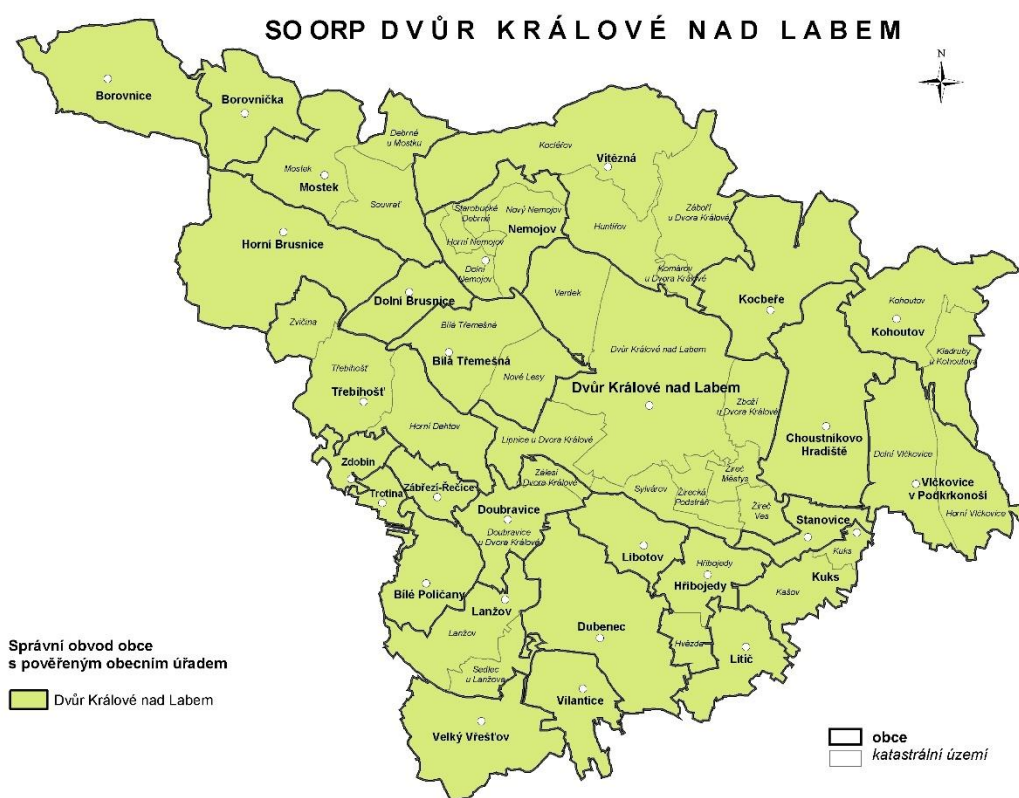 SO ORP DVŮR KRÁLOVÉ NAD LABEM
N
Borovnice
Borovnička
Debrné
u Mostku
Mostek
Mostek
Souvrať
Kocléřov
Vítězná
Huntířov
Záboří
u Dvora Králové
Komárov
u Dvora Králové
Starobucké
Debrné
Nový Nemojov
Nemojov
Horní Nemojov
Dolní
Nemojov
Horní Brusnice
Dolní Brusnice
Verdek
Kocbeře
Kohoutov
Kohoutov
Kladruby
u Kohoutova
Zvičina
Bílá Třemešná
Bílá Třemešná
Nové Lesy
Dvůr Králové nad Labem
Dvůr Králové nad Labem
Zboží
u Dvora Králové
Třebihošť
Třebihošť
Horní Dehtov
Lipnice u Dvora Králové
Choustníkovo
Hradiště
Dolní Vlčkovice
Vlčkovice
v Podkrkonoší
Horní Vlčkovice
Zdobín
Trotina
Zábřezí-Řečice
Zálesí
u Dvora Králové
Sylvárov
Žirecká
Podstráň
Žireč
Městys
Žireč
Ves
Doubravice
Doubravice
u Dvora Králové
Stanovice
Kuks
Kuks
Kašov
Libotov
Hřibojedy
Hřibojedy
Hvězda
Bílé Poličany
Lanžov
Lanžov
Sedlec
u Lanžova
Dubenec
Litíč
Vilantice
Velký Vřešťov
Správní obvod obce
s pověřeným obecním úřadem
Dvůr Králové nad Labem
obce
katastrální území